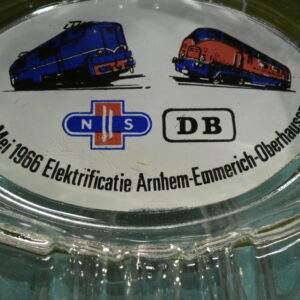 NS DB
Mei 1966 Elektrificatie Arnhem-Emmerich-Oberhausen